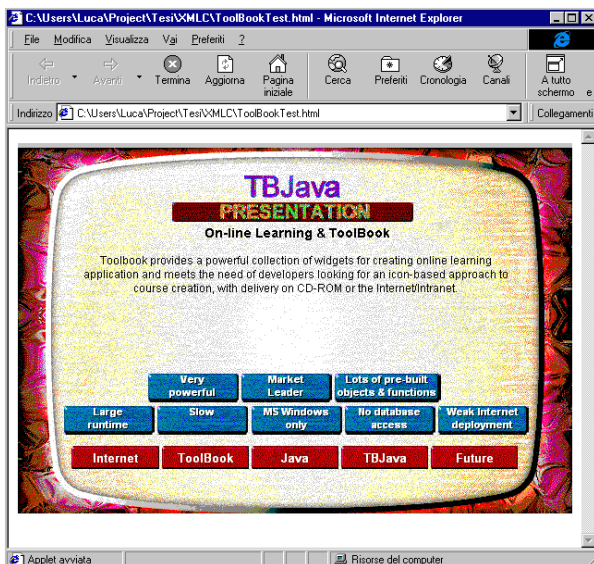 C:\Users\Luca\Project\Tesi\XMLC\ToolBookTest.html - Microsoft Internet Explorer
File Modifica Visualizza Vai Preferiti ?
Indietro Avanti Termina Aggiorna Pagina iniziale Cerca Preferiti Cronologia Canali A tutto schermo e
Indirizzo C:\Users\Luca\Project\Tesi\XMLC\ToolBookTest.html Collegamenti
TBJava
PRESENTATION
On-line Learning & ToolBook
Toolbook provides a powerful collection of widgets for creating online learning
application and meets the need of developers looking for an icon-based approach to
course creation, with delivery on CD-ROM or the Internet/Intranet.
Very powerful Market Leader Lots of pre-built objects & functions
Large runtime Slow MS Windows only No database access Weak Internet deployment
Internet ToolBook Java TBJava Future
Applet avviata Risorse del computer